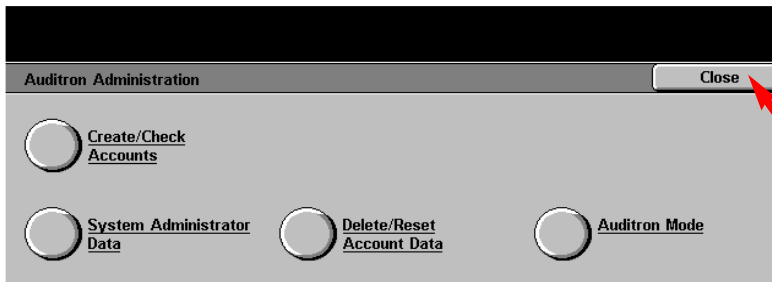 Auditron Administration
Close
Create/Check
Accounts
System Administrator
Data
Delete/Reset
Account Data
Auditron Mode